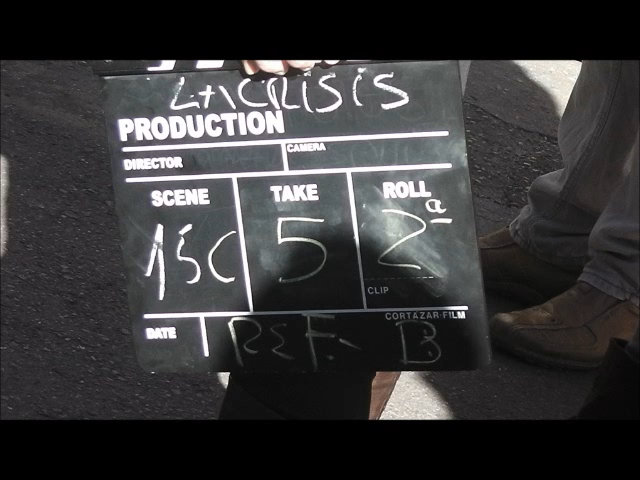 LA CRISIS
PRODUCTION
DIRECTOR CAMERA
SCENE TAKE ROLL
15C 5 2ª
CLIP
CORTAZAR-FILM
DATE REF. B